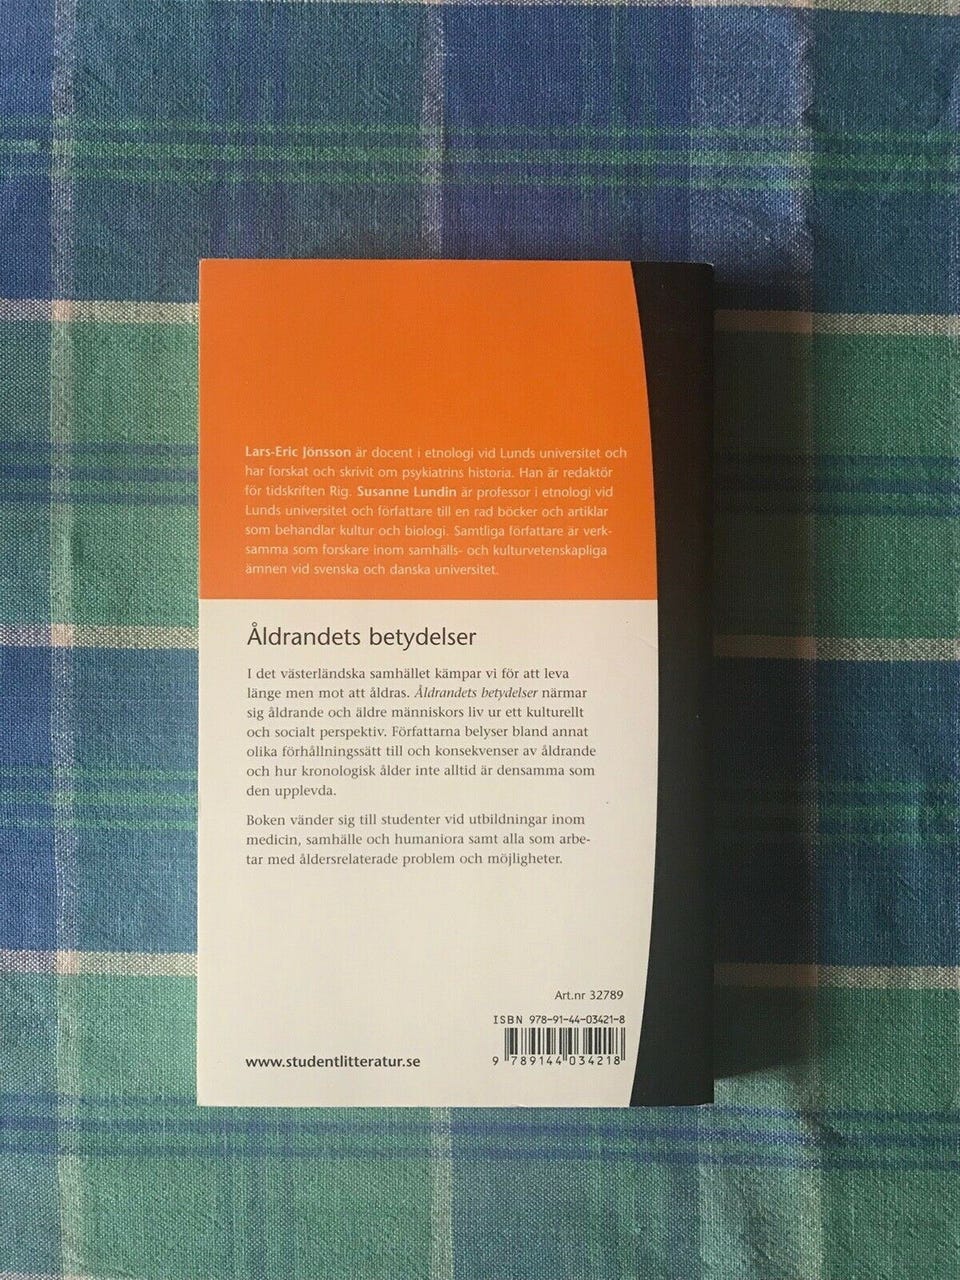 Lars-Eric Jönsson är docent i etnologi vid Lunds universitet och
har forskat och skrivit om psykiatrins historia. Han är redaktör
för tidskriften Rig. Susanne Lundin är professor i etnologi vid
Lunds universitet och författare till en rad böcker och artiklar
som behandlar kultur och biologi. Samtliga författare är verk-
samma som forskare inom samhälls- och kulturvetenskapliga
ämnen vid svenska och danska universitet.
Åldrandets betydelser
I det västerländska samhället kämpar vi för att leva
länge men mot att åldras. Åldrandets betydelser närmar
sig åldrande och äldre människors liv ur ett kulturellt
och socialt perspektiv. Författarna belyser bland annat
olika förhållningssätt till och konsekvenser av åldrande
och hur kronologisk ålder inte alltid är densamma som
den upplevda.
Boken vänder sig till studenter vid utbildningar inom
medicin, samhälle och humaniora samt alla som arbe-
tar med åldersrelaterade problem och möjligheter.
Art.nr 32789
ISBN 978-91-44-03421-8
9 789144 034218
www.studentlitteratur.se